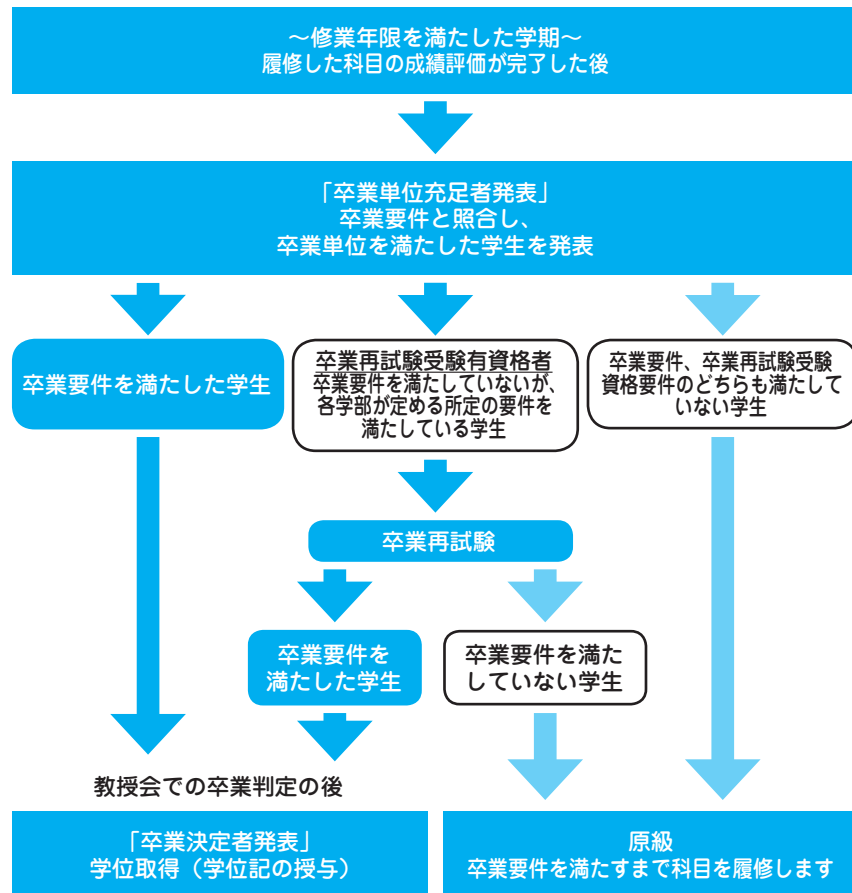 ～修業年限を満たした学期～
履修した科目の成績評価が完了した後
「卒業単位充足者発表」
卒業要件と照合し、
卒業単位を満たした学生を発表
卒業要件を満たした学生
卒業再試験受験有資格者
卒業要件を満たしていないが、
各学部が定める所定の要件を
満たしている学生
卒業要件、卒業再試験受験
資格要件のどちらも満たして
いない学生
卒業再試験
卒業要件を
満たした学生
卒業要件を満た
していない学生
教授会での卒業判定の後
「卒業決定者発表」
学位取得（学位記の授与）
原級
卒業要件を満たすまで科目を履修します